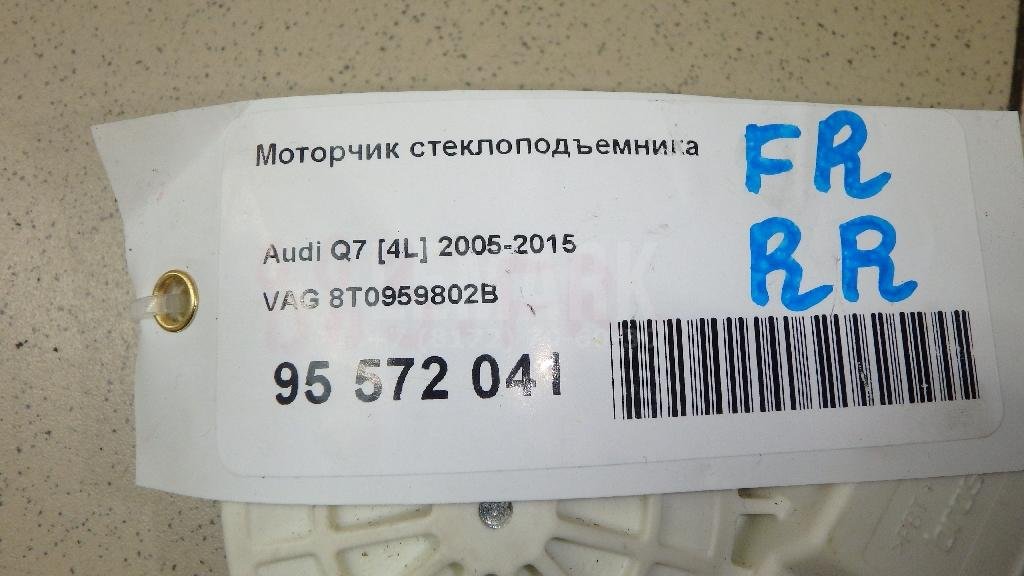 Моторчик стеклоподъемника
FR
RR
Audi Q7 [4L] 2005-2015
VAG 8T0959802B
95 572 041